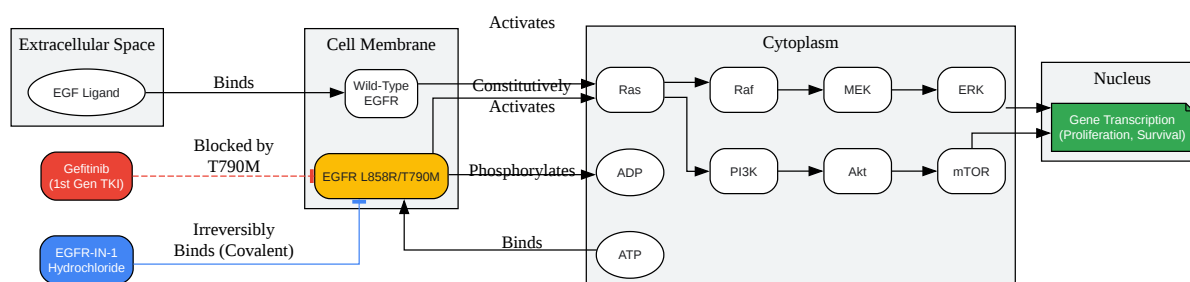 Activates
Extracellular Space
Cell Membrane
Cytoplasm
EGF Ligand
Binds
Wild-Type
EGFR
Constitutively
Activates
Ras
Raf
MEK
ERK
Nucleus
Gene Transcription
(Proliferation, Survival)
Gefitinib
(1st Gen TKI)
Blocked by
T790M
EGFR L858R/T790M
Phosphorylates
ADP
PI3K
Akt
mTOR
EGFR-IN-1
Hydrochloride
Irreversibly
Binds (Covalent)
Binds
ATP